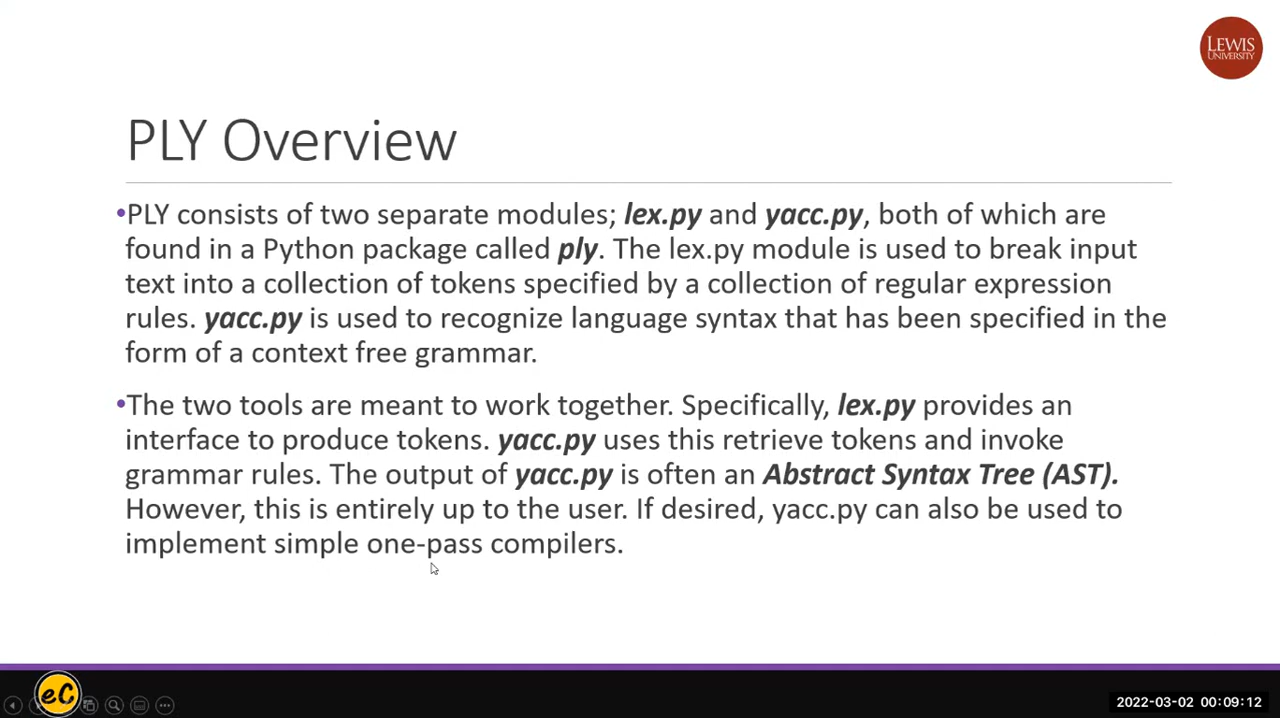 LEWIS
UNIVERSITY
PLY Overview
•PLY consists of two separate modules; lex.py and yacc.py, both of which are
found in a Python package called ply. The lex.py module is used to break input
text into a collection of tokens specified by a collection of regular expression
rules. yacc.py is used to recognize language syntax that has been specified in the
form of a context free grammar.
•The two tools are meant to work together. Specifically, lex.py provides an
interface to produce tokens. yacc.py uses this retrieve tokens and invoke
grammar rules. The output of yacc.py is often an Abstract Syntax Tree (AST).
However, this is entirely up to the user. If desired, yacc.py can also be used to
implement simple one-pass compilers.
eC
2022-03-02 00:09:12